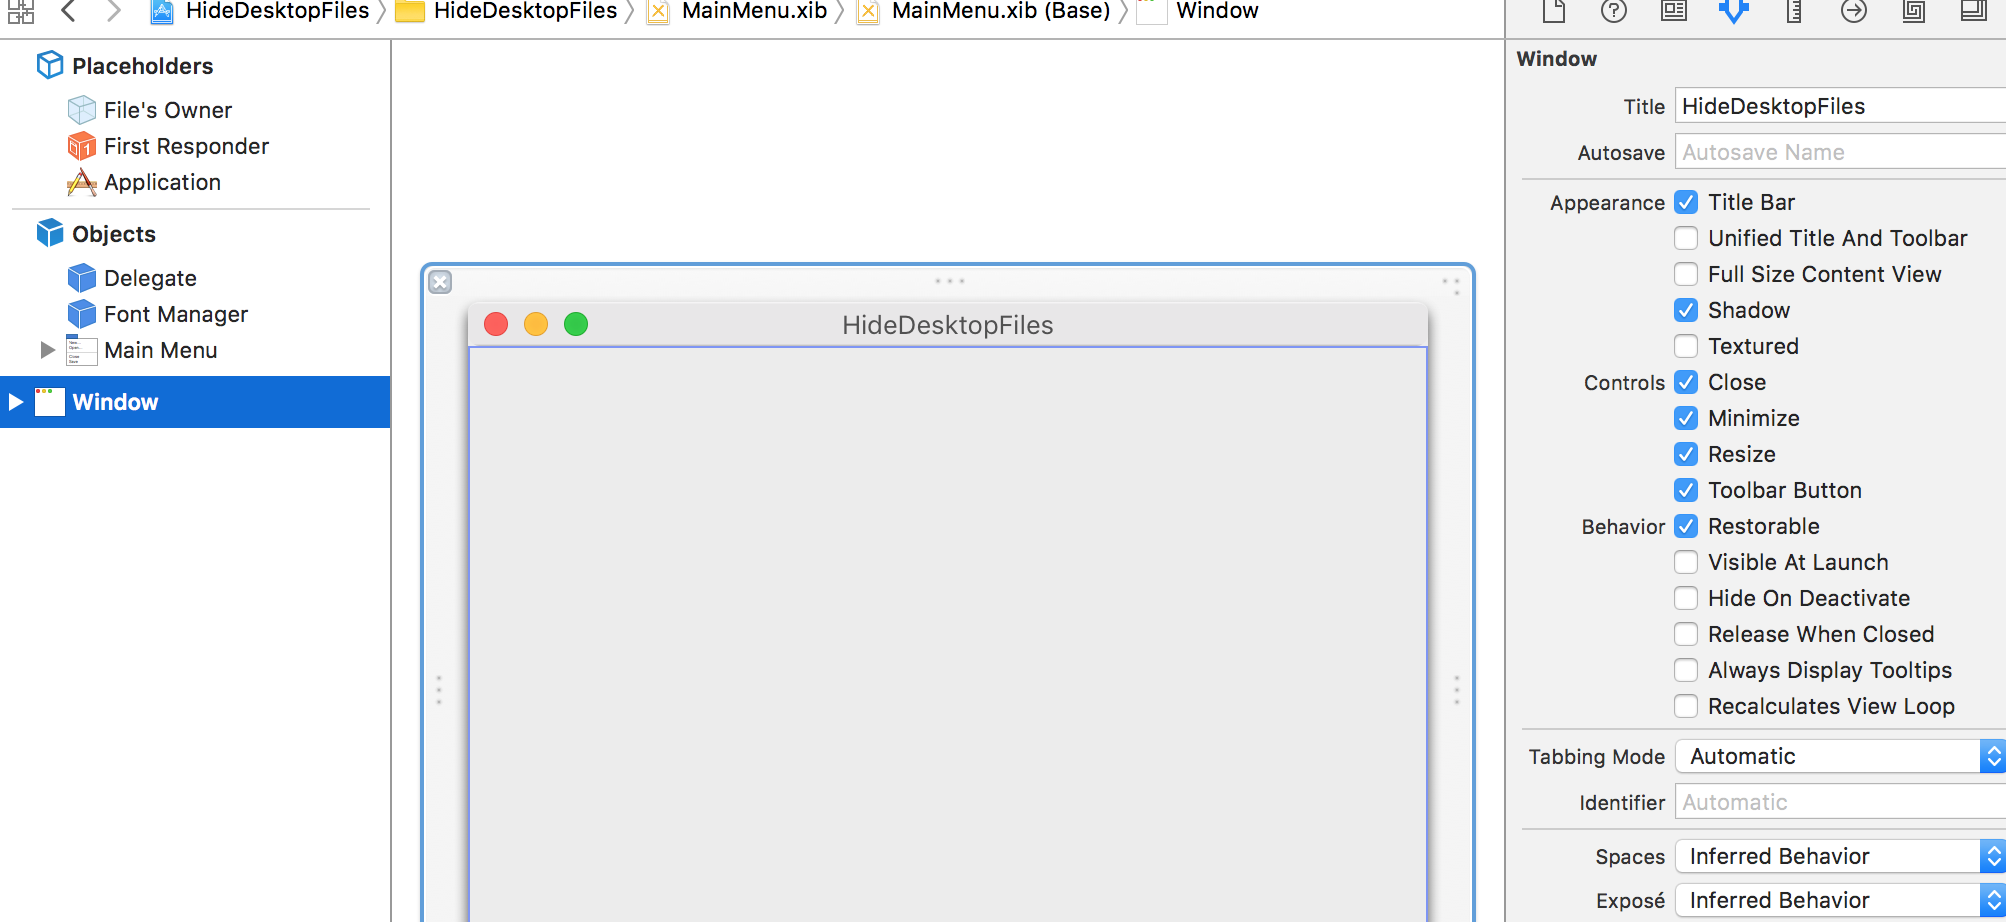 HideDesktopFiles HideDesktopFiles MainMenu.xib MainMenu.xib (Base) Window
Placeholders
File's Owner
First Responder
Application
Objects
Delegate
Font Manager
Main Menu
Window
HideDesktopFiles
Window
Title HideDesktopFiles
Autosave Autosave Name
Appearance Title Bar
Unified Title And Toolbar
Full Size Content View
Shadow
Textured
Controls Close
Minimize
Resize
Toolbar Button
Behavior Restorable
Visible At Launch
Hide On Deactivate
Release When Closed
Always Display Tooltips
Recalculates View Loop
Tabbing Mode Automatic
Identifier Automatic
Spaces Inferred Behavior
Exposé Inferred Behavior